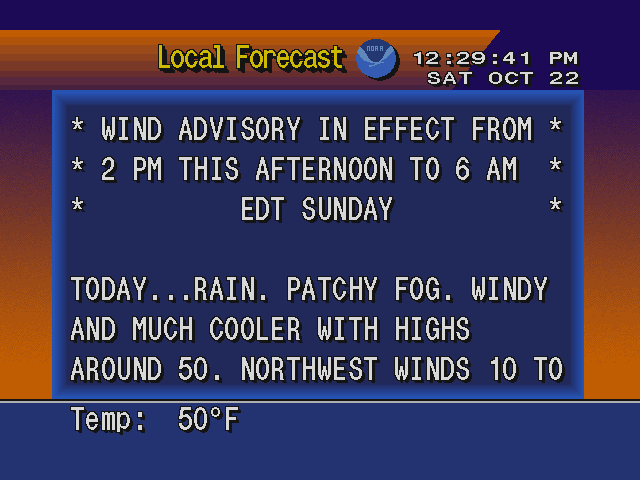 Local Forecast
NOAA
12:29:41 PM
SAT OCT 22
* WIND ADVISORY IN EFFECT FROM *
* 2 PM THIS AFTERNOON TO 6 AM *
* EDT SUNDAY *
TODAY...RAIN. PATCHY FOG. WINDY
AND MUCH COOLER WITH HIGHS
AROUND 50. NORTHWEST WINDS 10 TO
Temp: 50°F